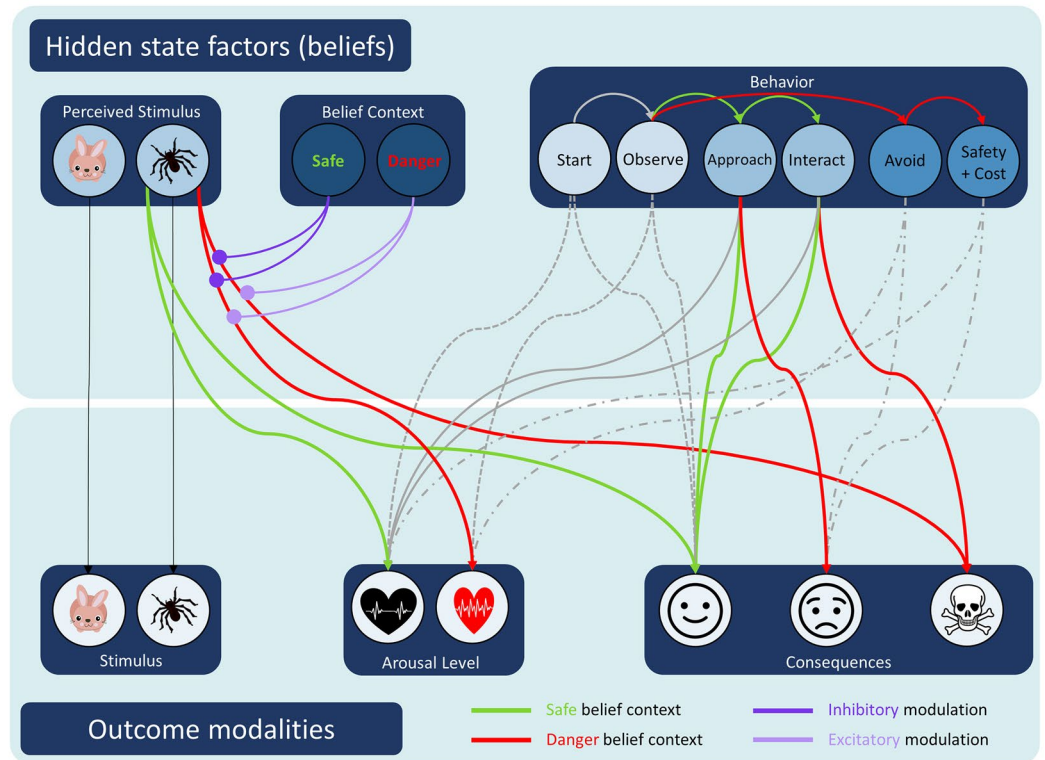 Hidden state factors (beliefs)
Perceived Stimulus
Belief Context
Safe
Danger
Behavior
Start
Observe
Approach
Interact
Avoid
Safety
+ Cost
Stimulus
Arousal Level
Consequences
Outcome modalities
Safe belief context
Danger belief context
Inhibitory modulation
Excitatory modulation